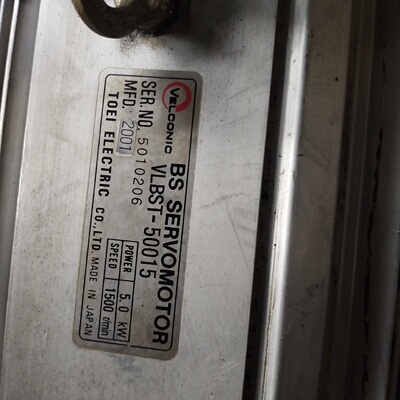 VELCONIC
BS SERVOMOTOR
VLBST-50015
SER.NO. 5010206
MFD. 2001
POWER 5.0 kW
SPEED 1500 r/min
TOEI ELECTRIC CO.,LTD. MADE IN JAPAN